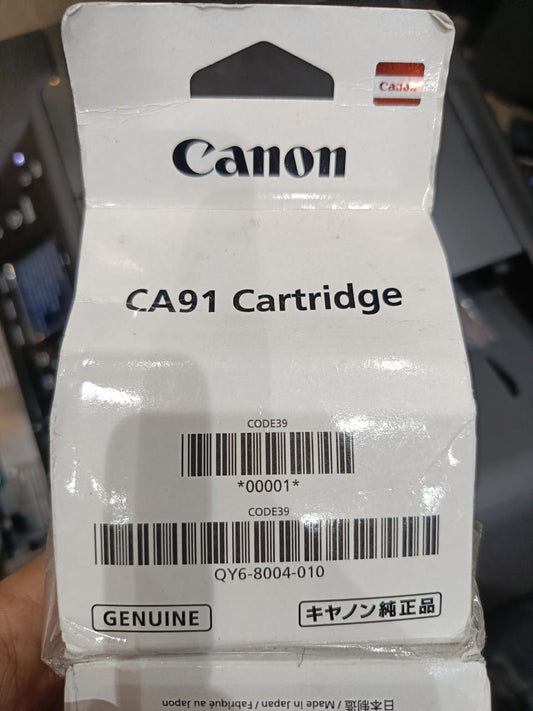 Canon
Canon
CA91 Cartridge
CODE39
*00001*
CODE39
QY6-8004-010
GENUINE
キヤノン純正品
日本制造 / Made in Japan / Fabriqué au Japon